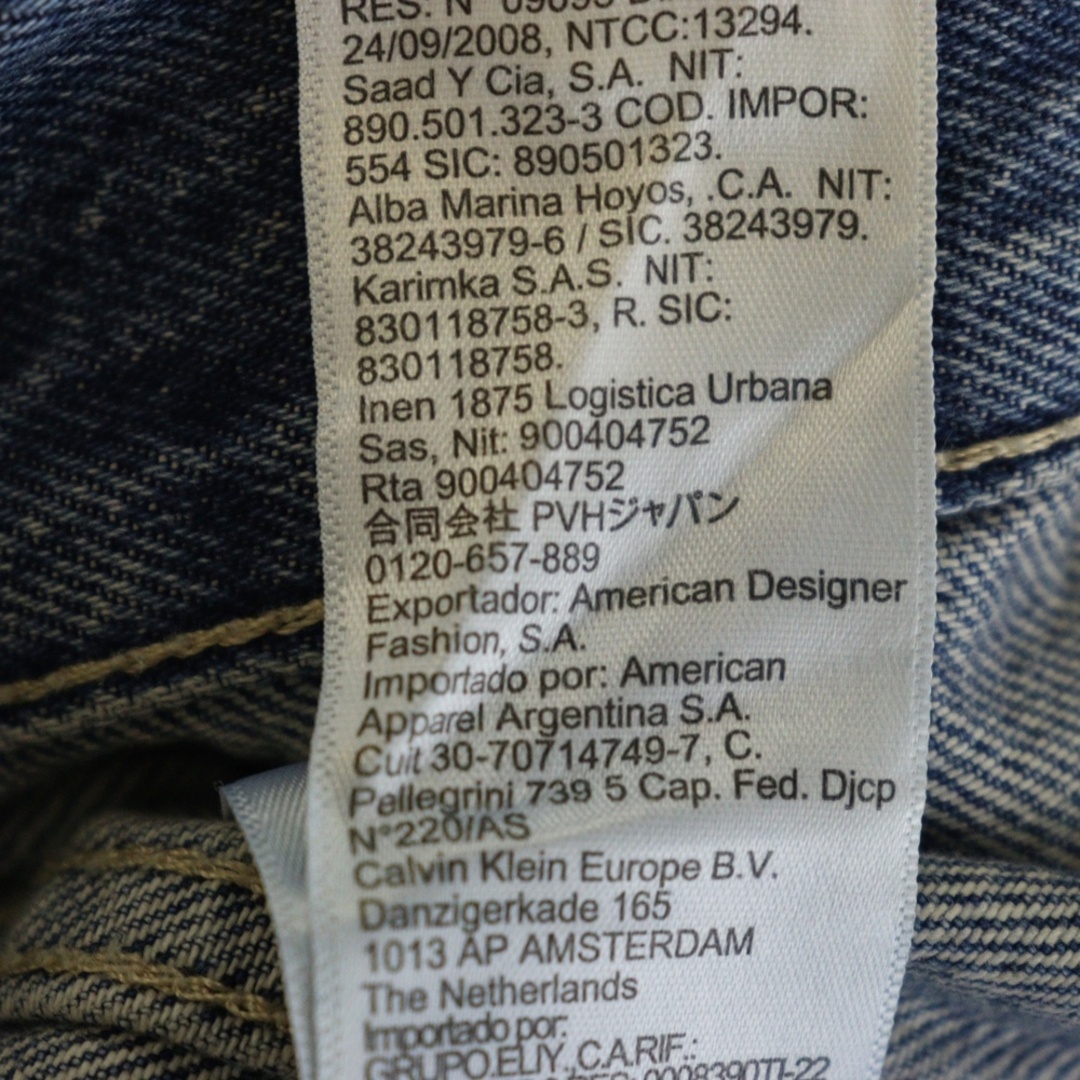 RES: N°
24/09/2008, NTCC:13294.
Saad Y Cia, S.A. NIT:
890.501.323-3 COD. IMPOR:
554 SIC: 890501323.
Alba Marina Hoyos, .C.A. NIT:
38243979-6 / SIC. 38243979.
Karimka S.A.S. NIT:
830118758-3, R. SIC:
830118758.
Inen 1875 Logistica Urbana
Sas, Nit: 900404752
Rta 900404752
合同会社 PVHジャパン
0120-657-889
Exportador: American Designer
Fashion, S.A.
Importado por: American
Apparel Argentina S.A.
Cuit 30-70714749-7, C.
Pellegrini 739 5 Cap. Fed. Djcp
N°220/AS
Calvin Klein Europe B.V.
Danzigerkade 165
1013 AP AMSTERDAM
The Netherlands
Importado por:
GRUPO.ELIY.,C.A.RIF.: